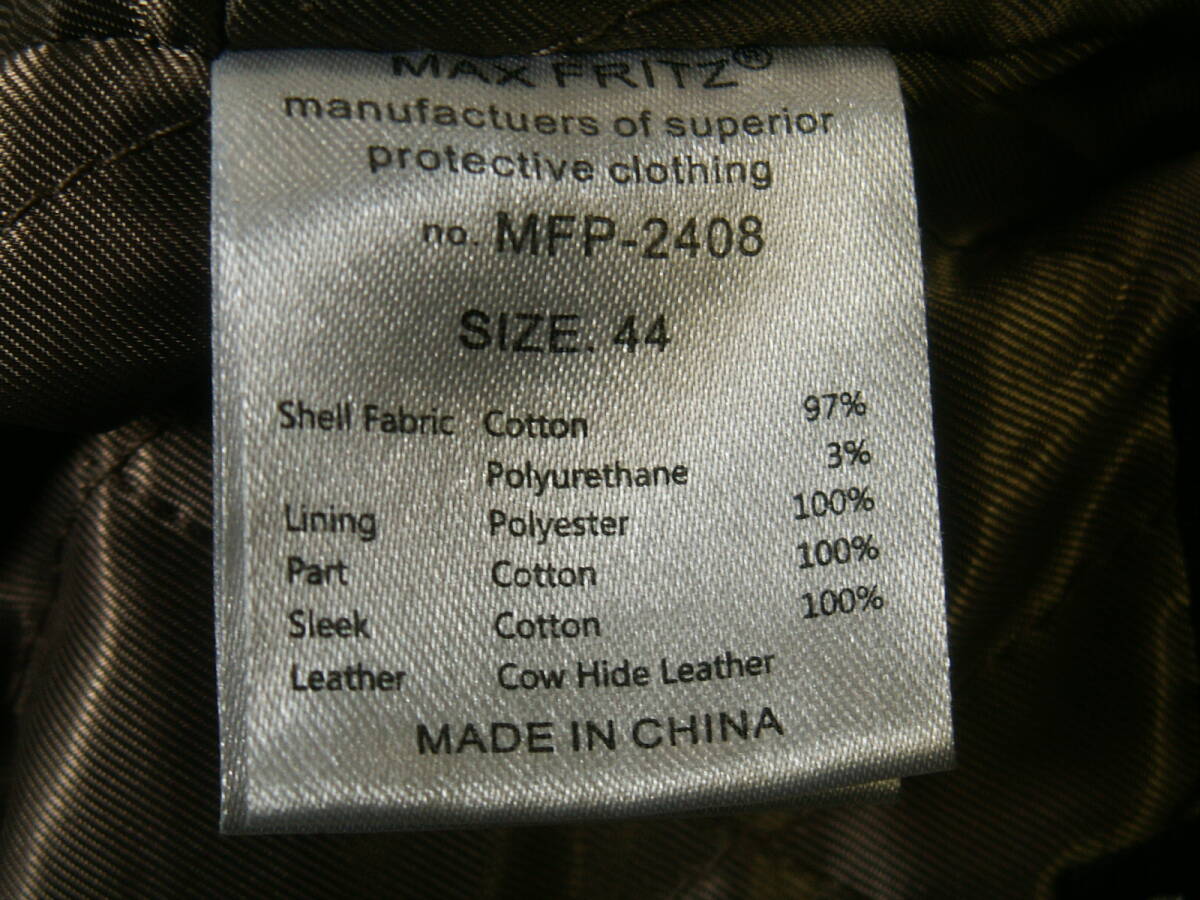 MAX FRITZ®
manufactuers of superior
protective clothing
no. MFP-2408
SIZE. 44
Shell Fabric Cotton 97%
Polyurethane 3%
Lining Polyester 100%
Part Cotton 100%
Sleek Cotton 100%
Leather Cow Hide Leather
MADE IN CHINA